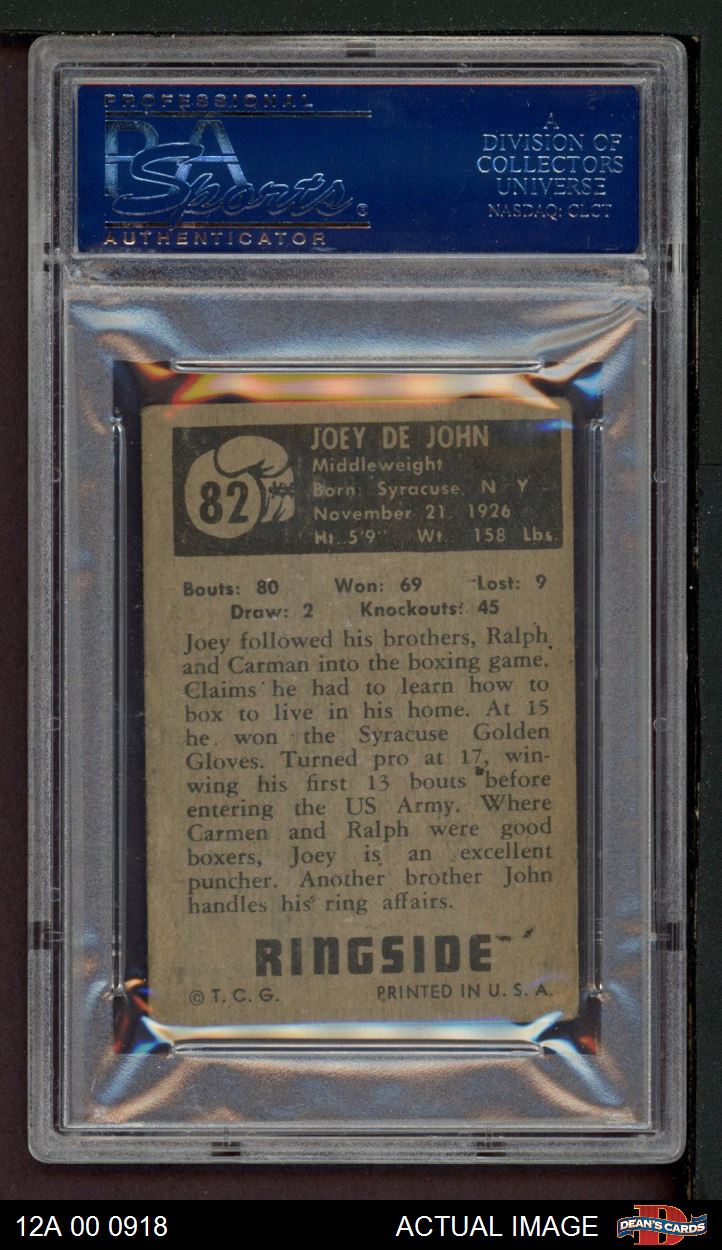 PROFESSIONAL
PSA
Sports®
AUTHENTICATOR
A
DIVISION OF
COLLECTORS
UNIVERSE
NASDAQ: CLCT
82
JOEY DE JOHN
Middleweight
Born: Syracuse, N Y
November 21, 1926
Ht. 5'9" Wt. 158 Lbs.
Bouts: 80 Won: 69 Lost: 9
Draw: 2 Knockouts: 45
Joey followed his brothers, Ralph
and Carman into the boxing game.
Claims he had to learn how to
box to live in his home. At 15
he won the Syracuse Golden
Gloves. Turned pro at 17, win-
wing his first 13 bouts before
entering the US Army. Where
Carmen and Ralph were good
boxers, Joey is an excellent
puncher. Another brother John
handles his ring affairs.
RINGSIDE
© T. C. G. PRINTED IN U. S. A.
12A 00 0918
ACTUAL IMAGE
D
DEAN'S CARDS